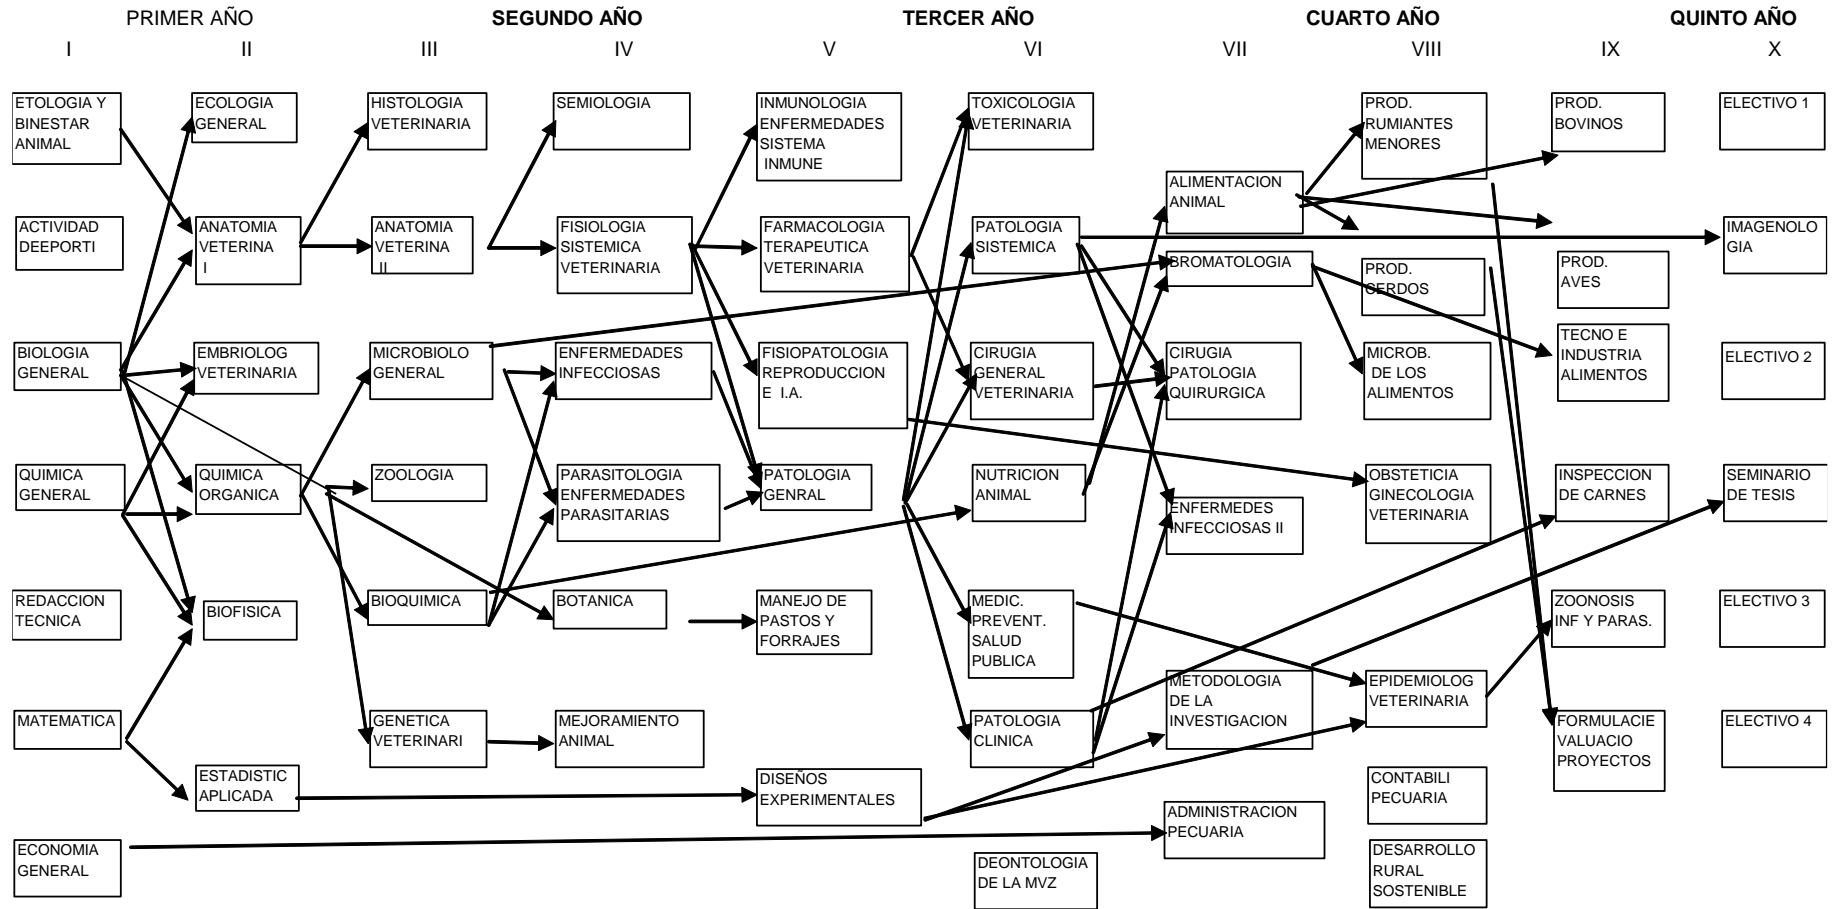 PRIMER AÑO
SEGUNDO AÑO
TERCER AÑO
CUARTO AÑO
QUINTO AÑO
I
II
III
IV
V
VI
VII
VIII
IX
X
ETOLOGIA Y
BINESTAR
ANIMAL
ACTIVIDAD
DEEPORTI
BIOLOGIA
GENERAL
QUIMICA
GENERAL
REDACCION
TECNICA
MATEMATICA
ECONOMIA
GENERAL
ECOLOGIA
GENERAL
ANATOMIA
VETERINA
I
EMBRIOLOG
VETERINARIA
QUIMICA
ORGANICA
BIOFISICA
ESTADISTIC
APLICADA
HISTOLOGIA
VETERINARIA
ANATOMIA
VETERINA
II
MICROBIOLO
GENERAL
ZOOLOGIA
BIOQUIMICA
GENETICA
VETERINARI
SEMIOLOGIA
FISIOLOGIA
SISTEMICA
VETERINARIA
ENFERMEDADES
INFECCIOSAS
PARASITOLOGIA
ENFERMEDADES
PARASITARIAS
BOTANICA
MEJORAMIENTO
ANIMAL
INMUNOLOGIA
ENFERMEDADES
SISTEMA
INMUNE
FARMACOLOGIA
TERAPEUTICA
VETERINARIA
FISIOPATOLOGIA
REPRODUCCION
E I.A.
PATOLOGIA
GENRAL
MANEJO DE
PASTOS Y
FORRAJES
DISEÑOS
EXPERIMENTALES
TOXICOLOGIA
VETERINARIA
PATOLOGIA
SISTEMICA
CIRUGIA
GENERAL
VETERINARIA
NUTRICION
ANIMAL
MEDIC.
PREVENT.
SALUD
PUBLICA
PATOLOGIA
CLINICA
DEONTOLOGIA
DE LA MVZ
ALIMENTACION
ANIMAL
BROMATOLOGIA
CIRUGIA
PATOLOGIA
QUIRURGICA
ENFERMEDES
INFECCIOSAS II
METODOLOGIA
DE LA
INVESTIGACION
ADMINISTRACION
PECUARIA
PROD.
RUMIANTES
MENORES
PROD.
CERDOS
MICROB.
DE LOS
ALIMENTOS
OBSTETICIA
GINECOLOGIA
VETERINARIA
EPIDEMIOLOG
VETERINARIA
CONTABILI
PECUARIA
DESARROLLO
RURAL
SOSTENIBLE
PROD.
BOVINOS
PROD.
AVES
TECNO E
INDUSTRIA
ALIMENTOS
INSPECCION
DE CARNES
ZOONOSIS
INF Y PARAS.
FORMULACIE
VALUACIO
PROYECTOS
ELECTIVO 1
IMAGENOLO
GIA
ELECTIVO 2
SEMINARIO
DE TESIS
ELECTIVO 3
ELECTIVO 4